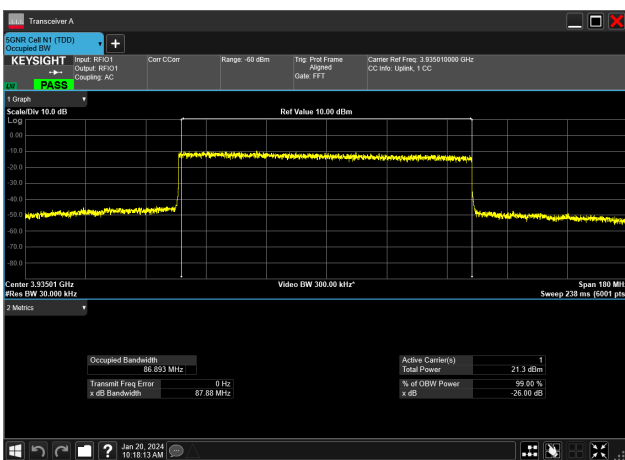 Transceiver A
5GNR Cell N1 (TDD)
Occupied BW
KEYSIGHT
LXI
PASS
Input: RFIO1
Output: RFIO1
Coupling: AC
Corr CCorr
Range: -60 dBm
Trig: Prot Frame
Aligned
Gate: FFT
Carrier Ref Freq: 3.935010000 GHz
CC Info: Uplink, 1 CC
1 Graph
Scale/Div 10.0 dB
Ref Value 10.00 dBm
Log
0.00
-10.0
-20.0
-30.0
-40.0
-50.0
-60.0
-70.0
-80.0
Center 3.93501 GHz
Video BW 300.00 kHz*
Span 180 MHz
#Res BW 30.000 kHz
Sweep 238 ms (6001 pts
2 Metrics
Occupied Bandwidth
86.893 MHz
Transmit Freq Error 0 Hz
x dB Bandwidth 87.88 MHz
Active Carrier(s) 1
Total Power 21.3 dBm
% of OBW Power 99.00 %
x dB -26.00 dB
Jan 20, 2024
10:18:13 AM